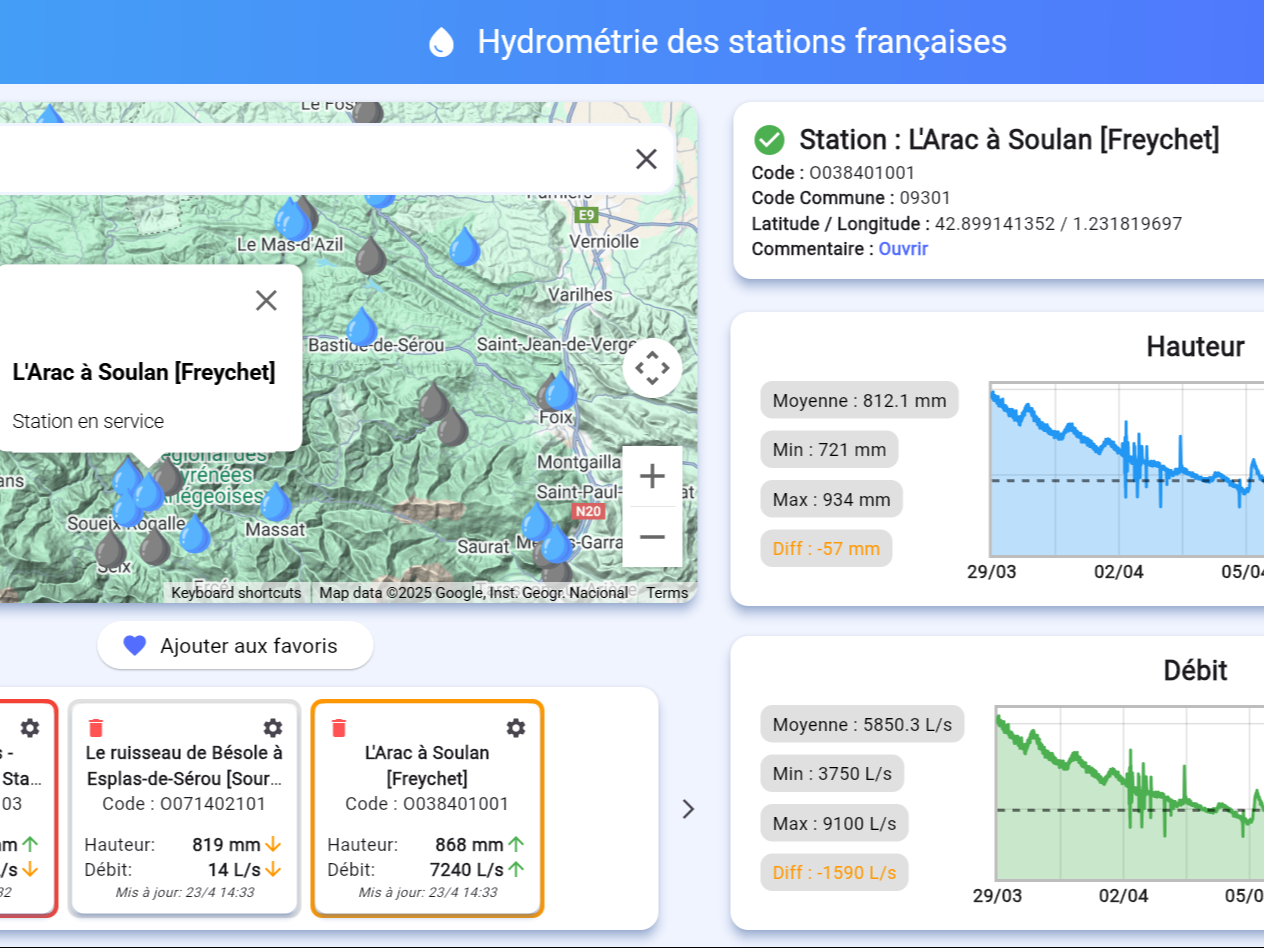 Hydrométrie des stations françaises
Le Fos
E9
Verniolle
Le Mas-d'Azil
Varilhes
Bastide-de-Sérou
Saint-Jean-de-Verge
L'Arac à Soulan [Freychet]
Station en service
Foix
Montgailla
Saint-Paul-
at
N20
Soueix-Rogalle
Massat
Saurat
Seix
Keyboard shortcuts
Map data ©2025 Google, Inst. Geogr. Nacional
Terms
Ajouter aux favoris
s -
Sta…
03
mm
/s
32
Le ruisseau de Bésole à
Esplas-de-Sérou [Sour…
Code : O071402101
Hauteur: 819 mm
Débit: 14 L/s
Mis à jour: 23/4 14:33
L'Arac à Soulan
[Freychet]
Code : O038401001
Hauteur: 868 mm
Débit: 7240 L/s
Mis à jour: 23/4 14:33
Station : L'Arac à Soulan [Freychet]
Code : O038401001
Code Commune : 09301
Latitude / Longitude : 42.899141352 / 1.231819697
Commentaire : Ouvrir
Hauteur
Moyenne : 812.1 mm
Min : 721 mm
Max : 934 mm
Diff : -57 mm
29/03 02/04 05/04
Débit
Moyenne : 5850.3 L/s
Min : 3750 L/s
Max : 9100 L/s
Diff : -1590 L/s
29/03 02/04 05/0